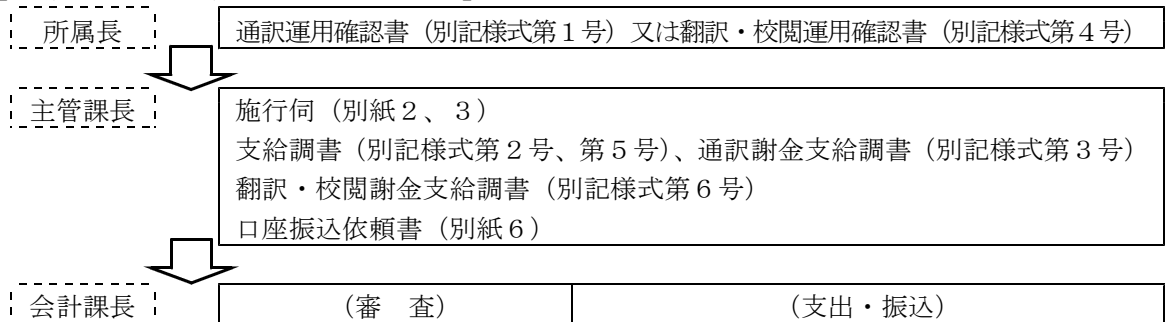 所属長
通訳運用確認書(別記様式第1号)又は翻訳・校閲運用確認書(別記様式第4号)
主管課長
施行伺(別紙2、3)
支給調書(別記様式第2号、第5号)、通訳謝金支給調書(別記様式第3号)
翻訳・校閲謝金支給調書(別記様式第6号)
口座振込依頼書(別紙6)
会計課長
(審 査)
(支出・振込)